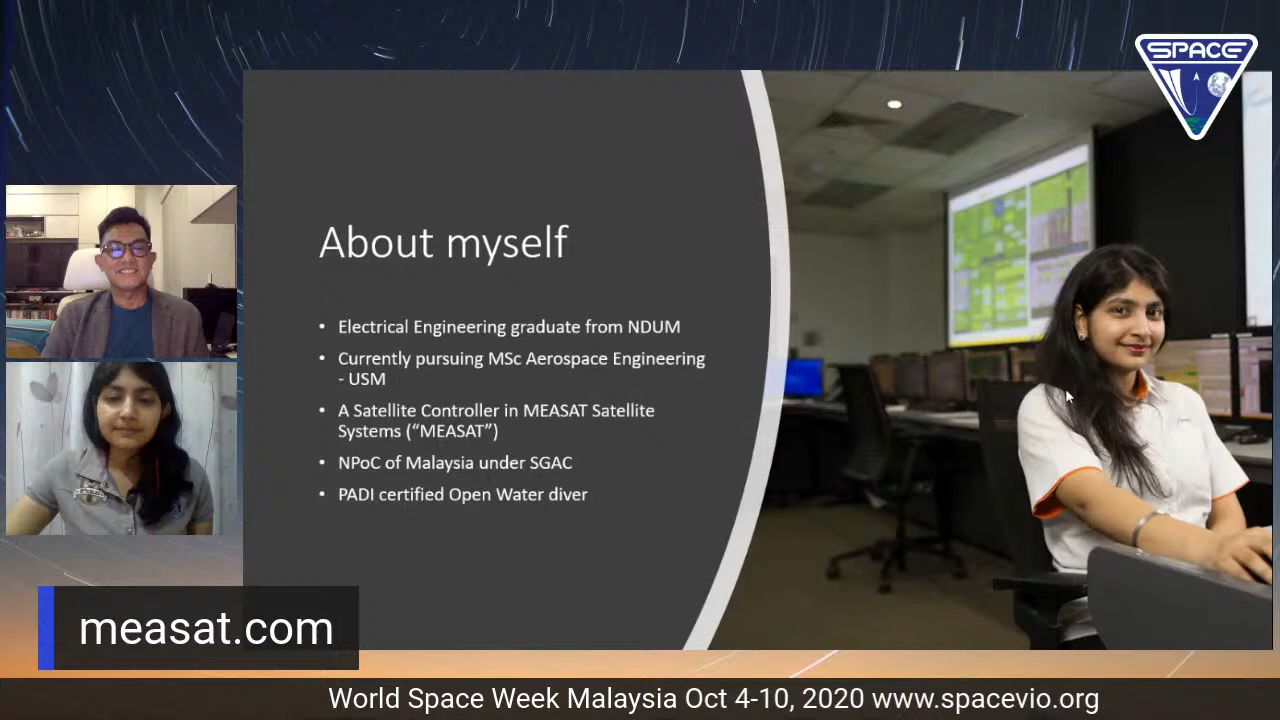 SPACE
About myself
• Electrical Engineering graduate from NDUM
• Currently pursuing MSc Aerospace Engineering
- USM
• A Satellite Controller in MEASAT Satellite
Systems (“MEASAT”)
• NPoC of Malaysia under SGAC
• PADI certified Open Water diver
measat.com
World Space Week Malaysia Oct 4-10, 2020 www.spacevio.org